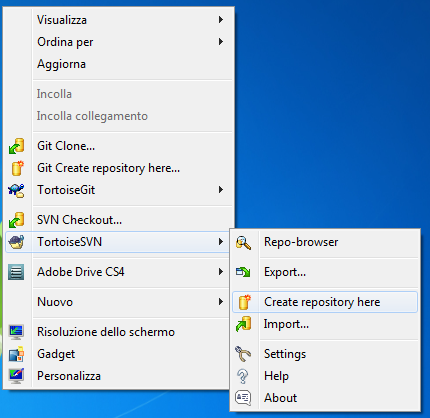 Visualizza
Ordina per
Aggiorna
Incolla
Incolla collegamento
Git Clone...
Git Create repository here...
TortoiseGit
SVN Checkout...
TortoiseSVN
Adobe Drive CS4
Nuovo
Risoluzione dello schermo
Gadget
Personalizza
Repo-browser
Export...
Create repository here
Import...
Settings
Help
About